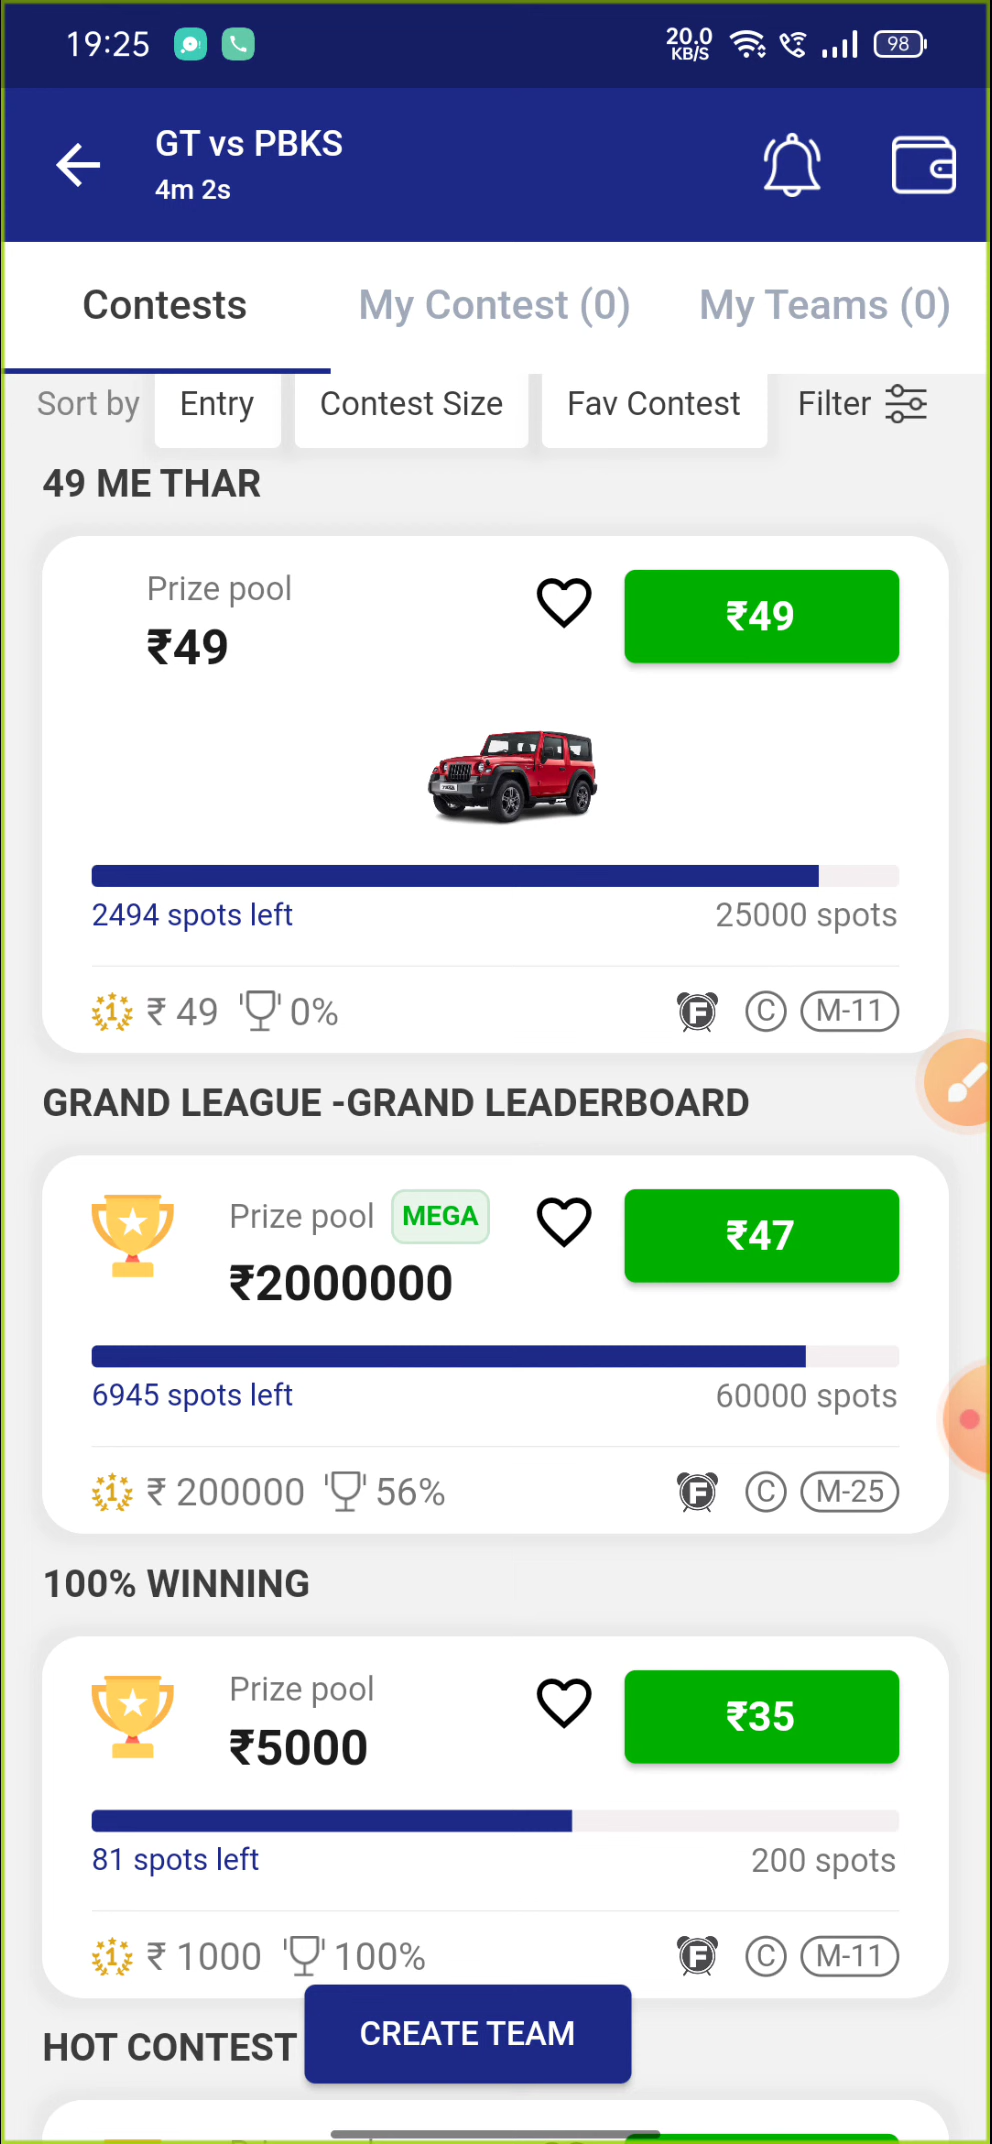 19:25
20.0
KB/S
98
GT vs PBKS
4m 2s
Contests
My Contest (0)
My Teams (0)
Sort by
Entry
Contest Size
Fav Contest
Filter
49 ME THAR
Prize pool
₹49
₹49
2494 spots left
25000 spots
1
₹ 49
0%
F
C
M-11
GRAND LEAGUE -GRAND LEADERBOARD
Prize pool
MEGA
₹47
₹2000000
6945 spots left
60000 spots
1
₹ 200000
56%
F
C
M-25
100% WINNING
Prize pool
₹35
₹5000
81 spots left
200 spots
1
₹ 1000
100%
F
C
M-11
HOT CONTEST
CREATE TEAM